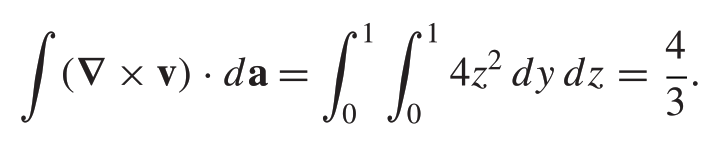 ∫ (∇ × v) · da = ∫₀¹ ∫₀¹ 4z² dy dz = 4/3.